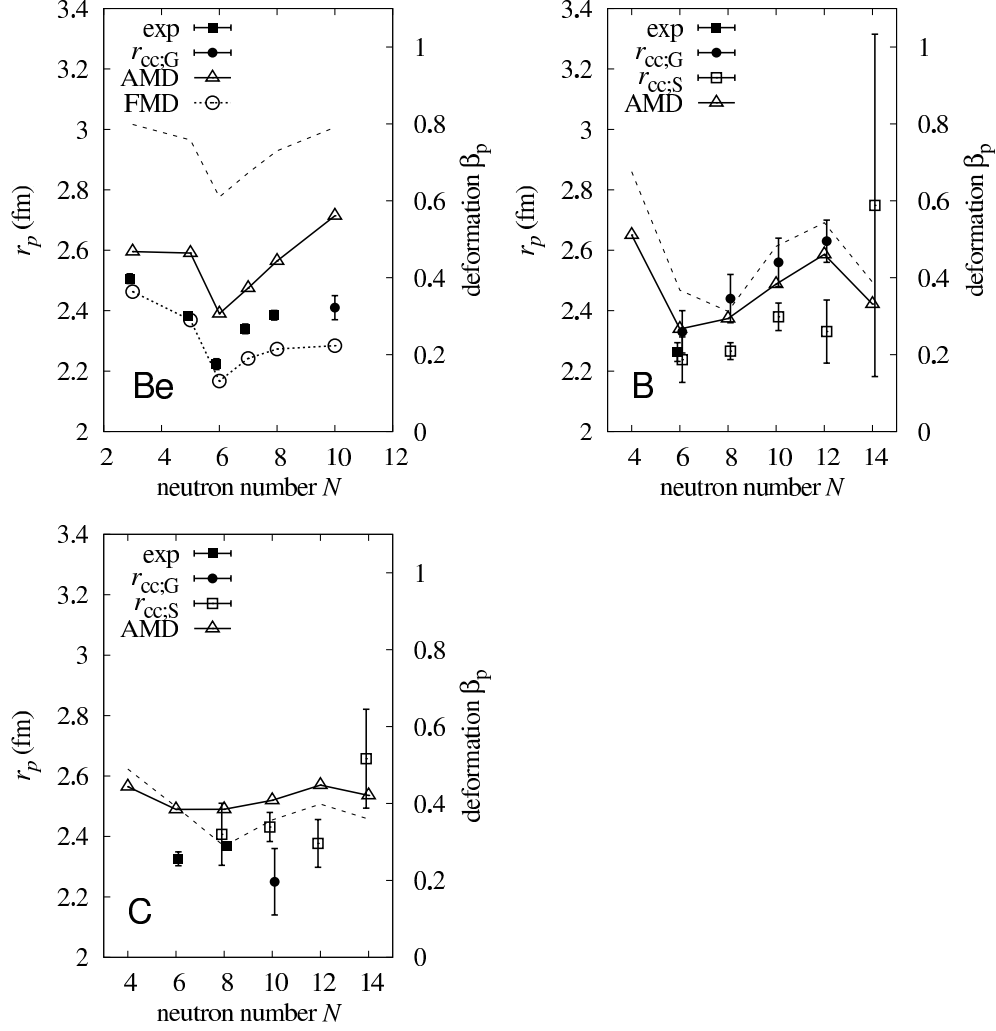 3.4
3.2
3
2.8
2.6
2.4
2.2
2
r_p (fm)
exp
r_cc;G
AMD
FMD
Be
1
0.8
0.6
0.4
0.2
0
deformation β_p
2 4 6 8 10 12
neutron number N
3.4
3.2
3
2.8
2.6
2.4
2.2
2
r_p (fm)
exp
r_cc;G
r_cc;S
AMD
B
1
0.8
0.6
0.4
0.2
0
deformation β_p
4 6 8 10 12 14
neutron number N
3.4
3.2
3
2.8
2.6
2.4
2.2
2
r_p (fm)
exp
r_cc;G
r_cc;S
AMD
C
1
0.8
0.6
0.4
0.2
0
deformation β_p
4 6 8 10 12 14
neutron number N